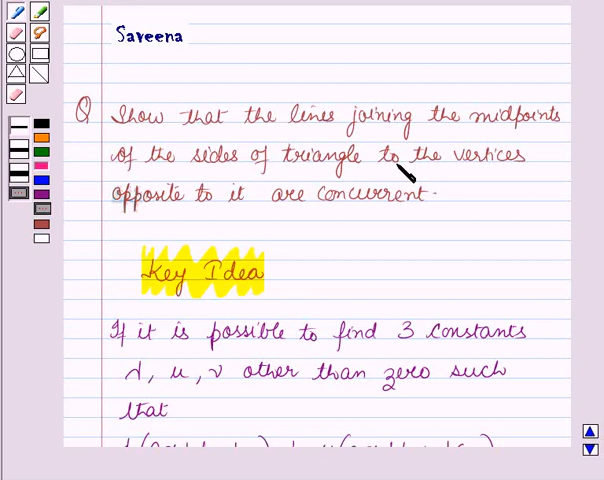 Saveena
Q Show that the lines joining the midpoints
of the sides of triangle to the vertices
opposite to it are concurrent.
Key Idea
If it is possible to find 3 constants
λ, u, v other than zero such
that